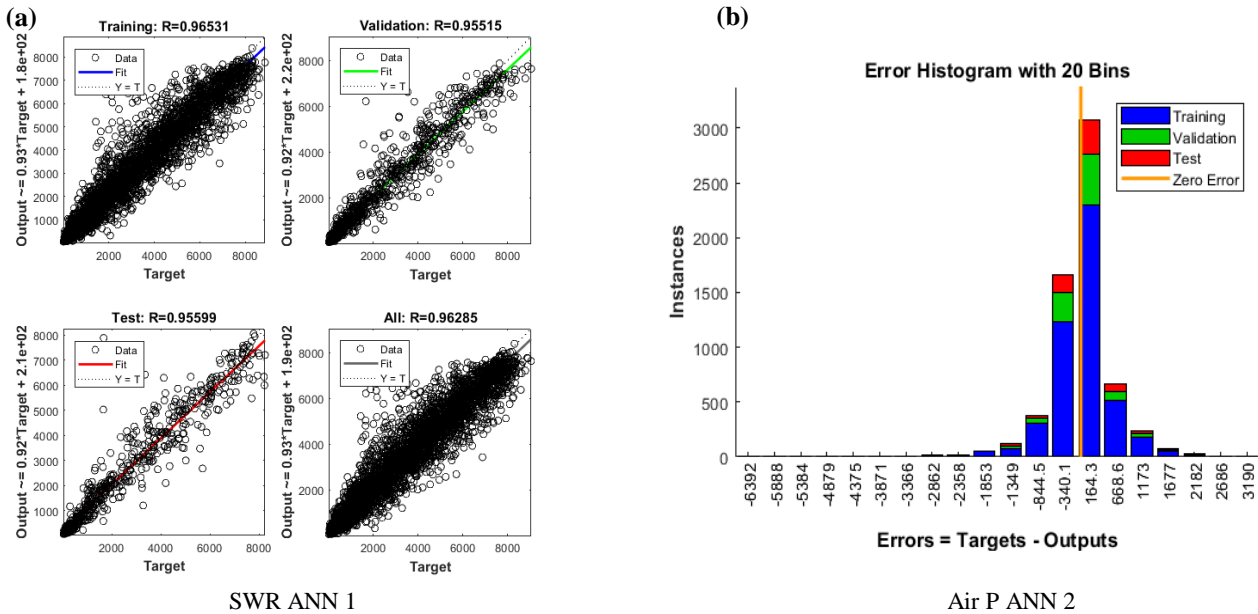 (a)
Training: R=0.96531
Output ~= 0.93*Target + 1.8e+02
8000
7000
6000
5000
4000
3000
2000
1000
Data
Fit
Y = T
2000 4000 6000 8000
Target
Validation: R=0.95515
Output ~= 0.92*Target + 2.2e+02
8000
6000
4000
2000
Data
Fit
Y = T
2000 4000 6000 8000
Target
Test: R=0.95599
Output ~= 0.92*Target + 2.1e+02
8000
7000
6000
5000
4000
3000
2000
1000
Data
Fit
Y = T
2000 4000 6000 8000
Target
All: R=0.96285
Output ~= 0.93*Target + 1.9e+02
8000
6000
4000
2000
Data
Fit
Y = T
2000 4000 6000 8000
Target
SWR ANN 1
(b)
Error Histogram with 20 Bins
Instances
3000
2500
2000
1500
1000
500
0
Training
Validation
Test
Zero Error
-6392 -5888 -5384 -4879 -4375 -3871 -3366 -2862 -2358 -1853 -1349 -844.5 -340.1 164.3 668.6 1173 1677 2182 2686 3190
Errors = Targets - Outputs
Air P ANN 2